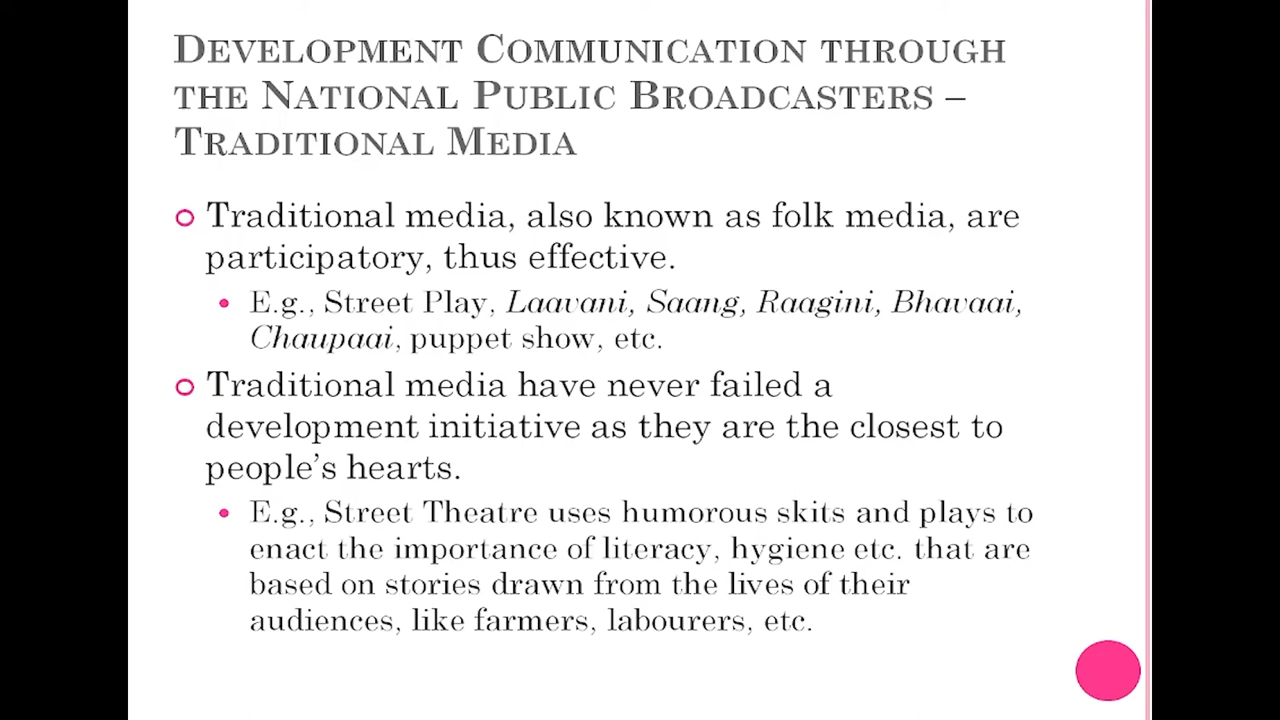 DEVELOPMENT COMMUNICATION THROUGH
THE NATIONAL PUBLIC BROADCASTERS –
TRADITIONAL MEDIA
Traditional media, also known as folk media, are
participatory, thus effective.
E.g., Street Play, Laavani, Saang, Raagini, Bhavaai,
Chaupaai, puppet show, etc.
Traditional media have never failed a
development initiative as they are the closest to
people's hearts.
E.g., Street Theatre uses humorous skits and plays to
enact the importance of literacy, hygiene etc. that are
based on stories drawn from the lives of their
audiences, like farmers, labourers, etc.